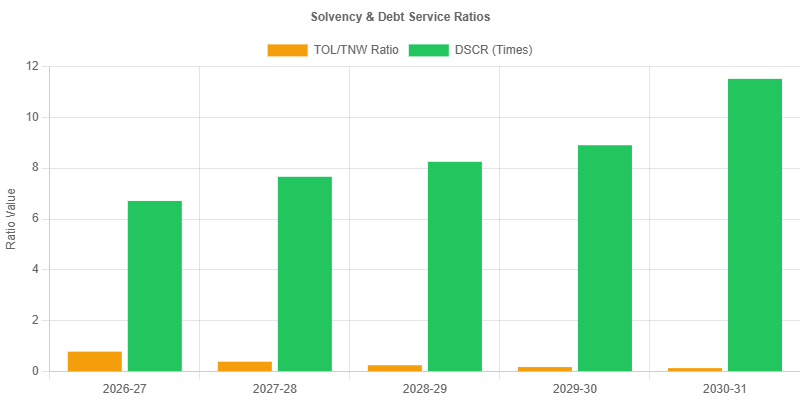 Solvency & Debt Service Ratios
TOL/TNW Ratio DSCR (Times)
12
10
8
6
4
2
0
Ratio Value
2026-27 2027-28 2028-29 2029-30 2030-31